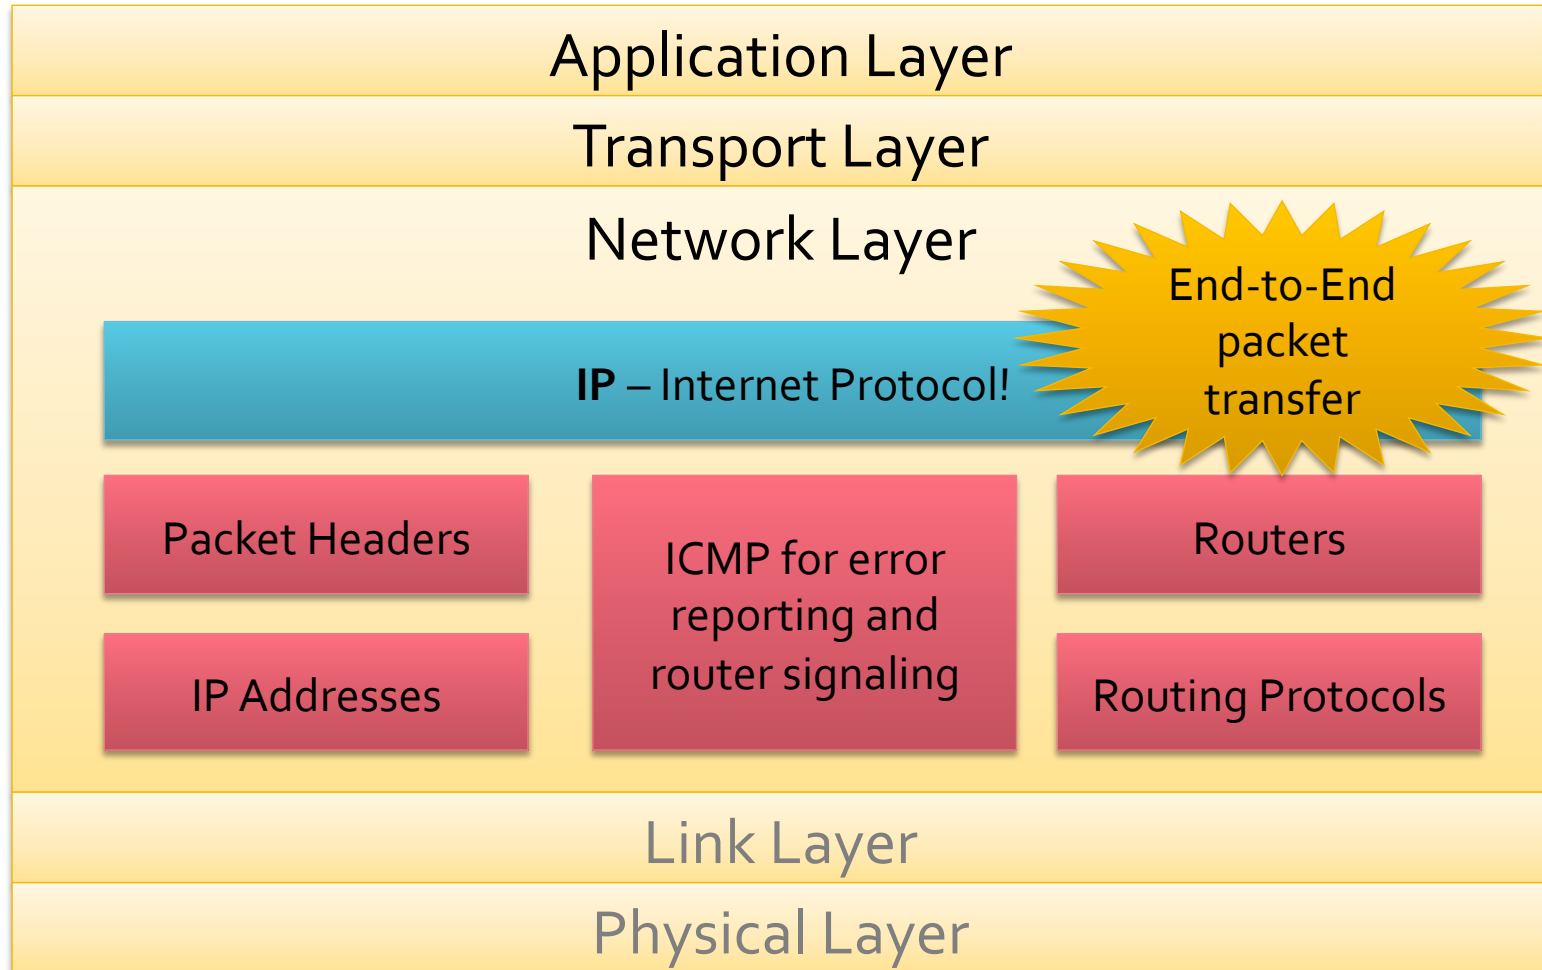 Application Layer
Transport Layer
Network Layer
End-to-End
packet
transfer
IP – Internet Protocol!
Packet Headers
ICMP for error
reporting and
router signaling
Routers
IP Addresses
Routing Protocols
Link Layer
Physical Layer